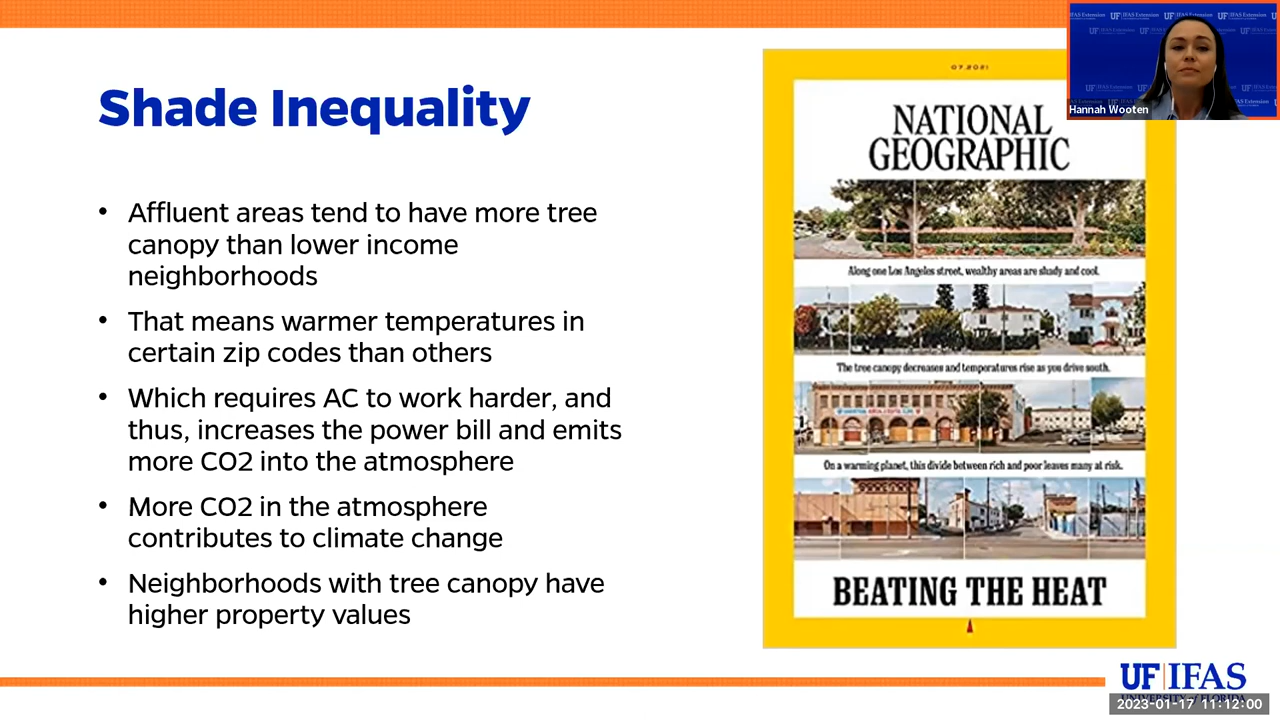 Shade Inequality
• Affluent areas tend to have more tree
canopy than lower income
neighborhoods
• That means warmer temperatures in
certain zip codes than others
• Which requires AC to work harder, and
thus, increases the power bill and emits
more CO2 into the atmosphere
• More CO2 in the atmosphere
contributes to climate change
• Neighborhoods with tree canopy have
higher property values
07.2021
NATIONAL
GEOGRAPHIC
Along one Los Angeles street, wealthy areas are shady and cool.
The tree canopy decreases and temperatures rise as you drive south.
On a warming planet, this divide between rich and poor leaves many at risk.
BEATING THE HEAT
UF IFAS Extension
Hannah Wooten
UF IFAS
UNIVERSITY of FLORIDA
2023-01-17 11:12:00